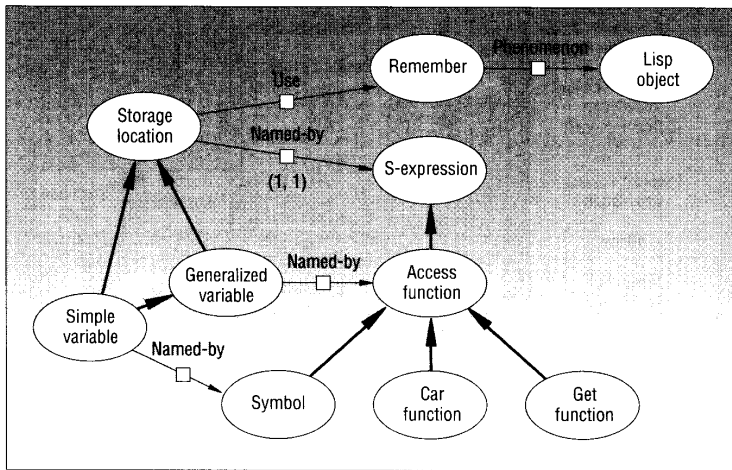 Phenomenon
Remember
Lisp
object
Use
Storage
location
Named-by
(1, 1)
S-expression
Generalized
variable
Named-by
Access
function
Simple
variable
Named-by
Symbol
Car
function
Get
function